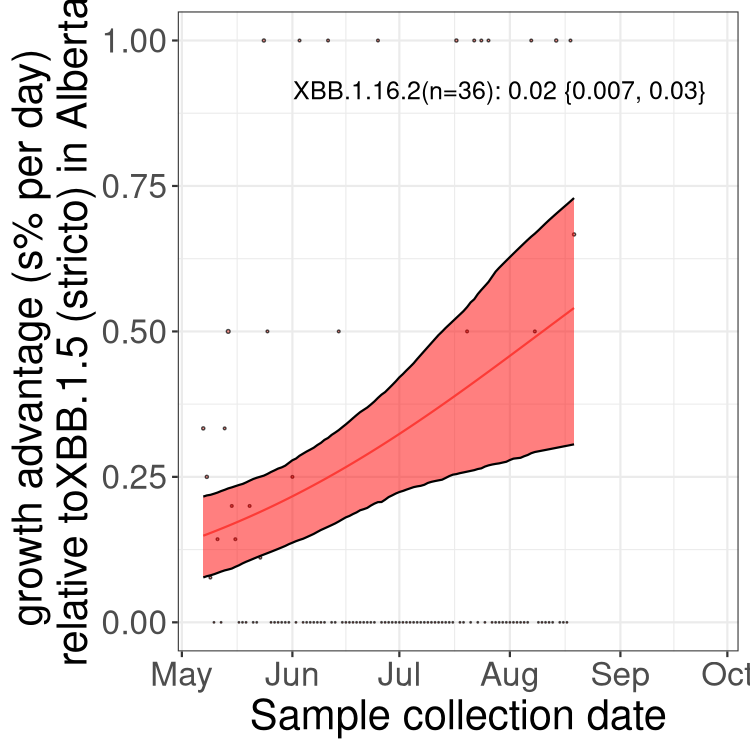 growth advantage (s% per day)
relative toXBB.1.5 (stricto) in Alberta
1.00
0.75
0.50
0.25
0.00
XBB.1.16.2(n=36): 0.02 {0.007, 0.03}
May Jun Jul Aug Sep Oct
Sample collection date